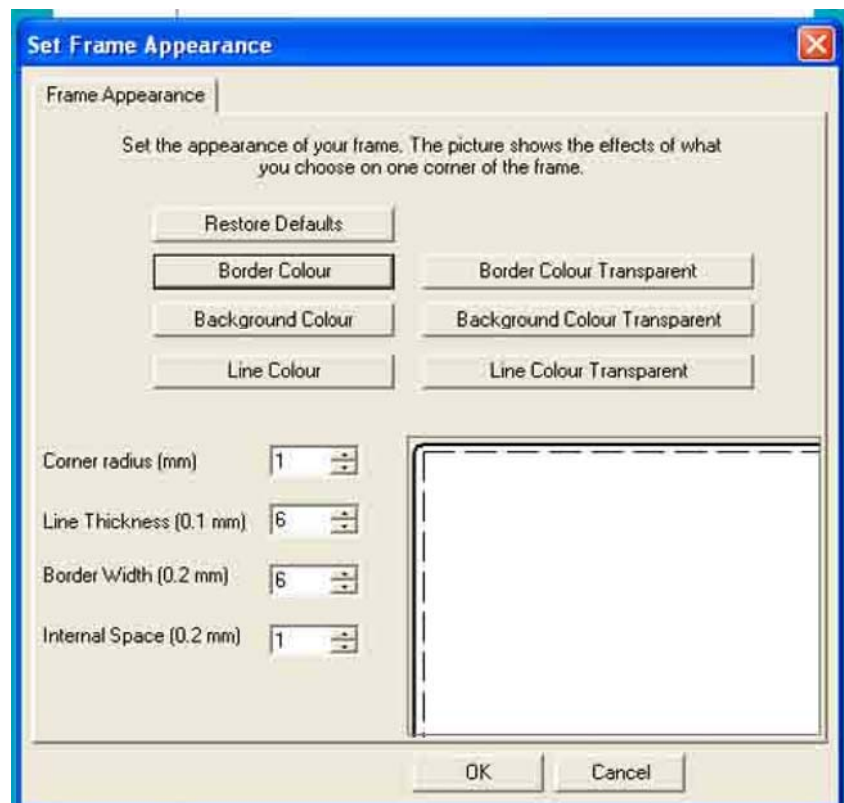 Set Frame Appearance
Frame Appearance
Set the appearance of your frame. The picture shows the effects of what
you choose on one corner of the frame.
Restore Defaults
Border Colour
Border Colour Transparent
Background Colour
Background Colour Transparent
Line Colour
Line Colour Transparent
Corner radius (mm) 1
Line Thickness (0.1 mm) 6
Border Width (0.2 mm) 6
Internal Space (0.2 mm) 1
OK
Cancel